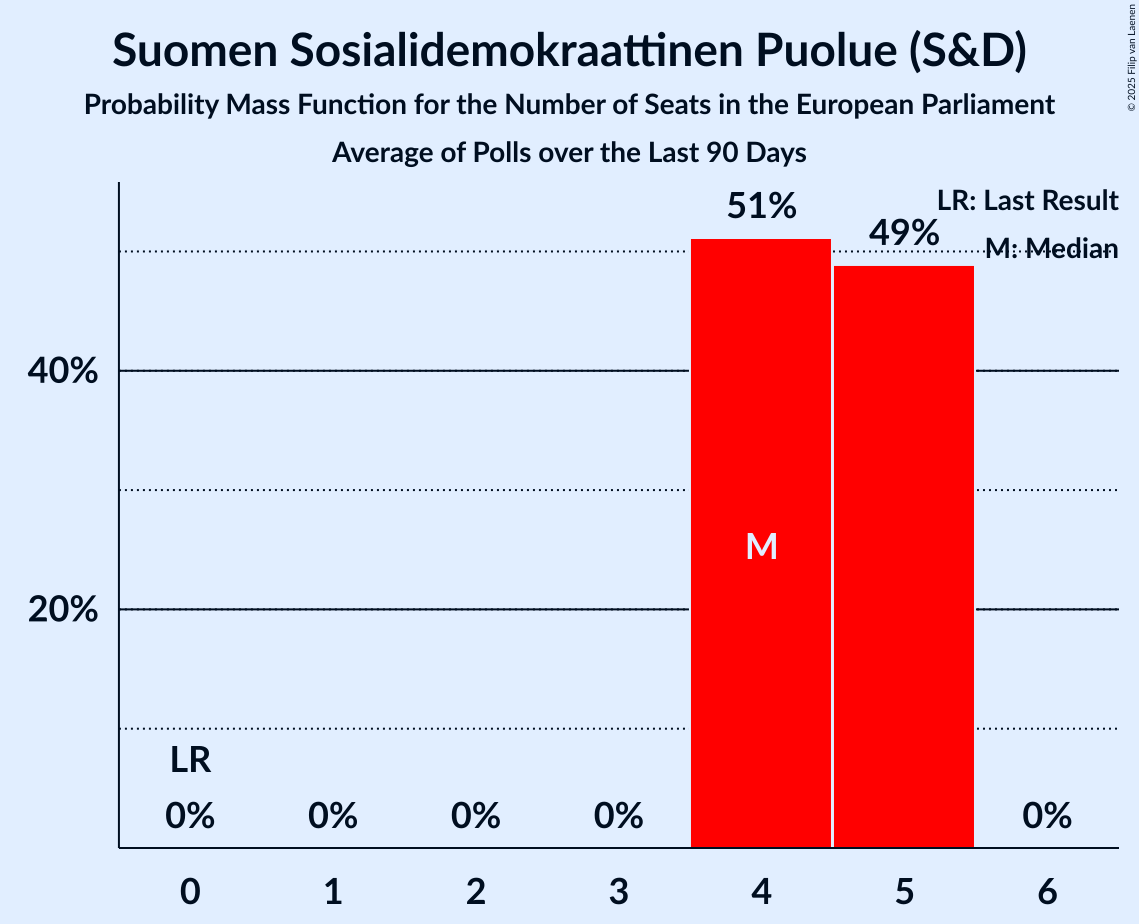 Suomen Sosialidemokraattinen Puolue (S&D)
Probability Mass Function for the Number of Seats in the European Parliament
Average of Polls over the Last 90 Days
© 2025 Filip van Laenen
LR: Last Result
M: Median
51%
49%
40%
20%
M
LR
0%
0%
0%
0%
0%
0
1
2
3
4
5
6